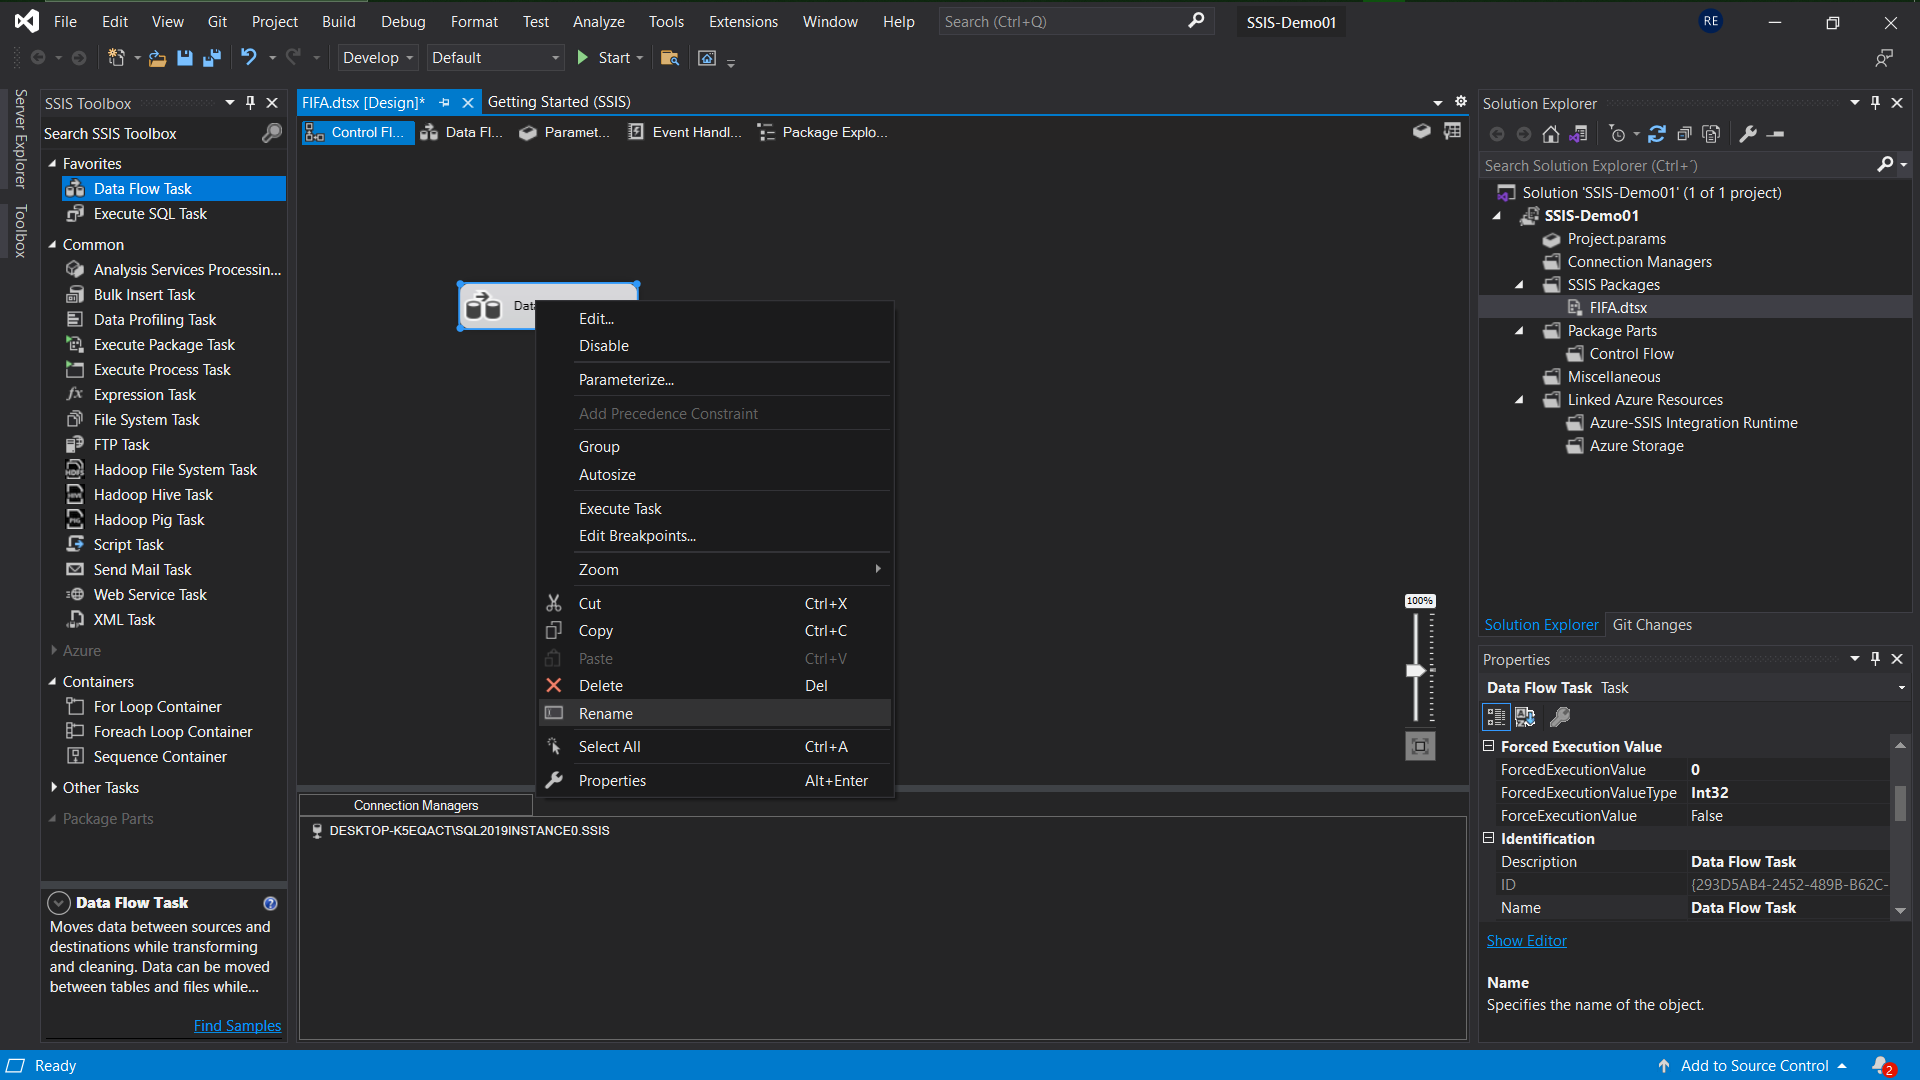 File Edit View Git Project Build Debug Format Test Analyze Tools Extensions Window Help Search (Ctrl+Q) SSIS-Demo01 RE
Develop Default Start
Server Explorer
Toolbox
SSIS Toolbox
Search SSIS Toolbox
Favorites
Data Flow Task
Execute SQL Task
Common
Analysis Services Processin...
Bulk Insert Task
Data Profiling Task
Execute Package Task
Execute Process Task
Expression Task
File System Task
FTP Task
Hadoop File System Task
Hadoop Hive Task
Hadoop Pig Task
Script Task
Send Mail Task
Web Service Task
XML Task
Azure
Containers
For Loop Container
Foreach Loop Container
Sequence Container
Other Tasks
Package Parts
Data Flow Task
Moves data between sources and
destinations while transforming
and cleaning. Data can be moved
between tables and files while...
Find Samples
FIFA.dtsx [Design]* Getting Started (SSIS)
Control Fl... Data Fl... Paramet... Event Handl... Package Explo...
Data
Edit...
Disable
Parameterize...
Add Precedence Constraint
Group
Autosize
Execute Task
Edit Breakpoints...
Zoom
Cut Ctrl+X
Copy Ctrl+C
Paste Ctrl+V
Delete Del
Rename
Select All Ctrl+A
Properties Alt+Enter
100%
Connection Managers
DESKTOP-K5EQACT\SQL2019INSTANCE0.SSIS
Solution Explorer
Search Solution Explorer (Ctrl+´)
Solution 'SSIS-Demo01' (1 of 1 project)
SSIS-Demo01
Project.params
Connection Managers
SSIS Packages
FIFA.dtsx
Package Parts
Control Flow
Miscellaneous
Linked Azure Resources
Azure-SSIS Integration Runtime
Azure Storage
Solution Explorer Git Changes
Properties
Data Flow Task Task
Forced Execution Value
ForcedExecutionValue 0
ForcedExecutionValueType Int32
ForceExecutionValue False
Identification
Description Data Flow Task
ID {293D5AB4-2452-489B-B62C-
Name Data Flow Task
Show Editor
Name
Specifies the name of the object.
Ready Add to Source Control 2